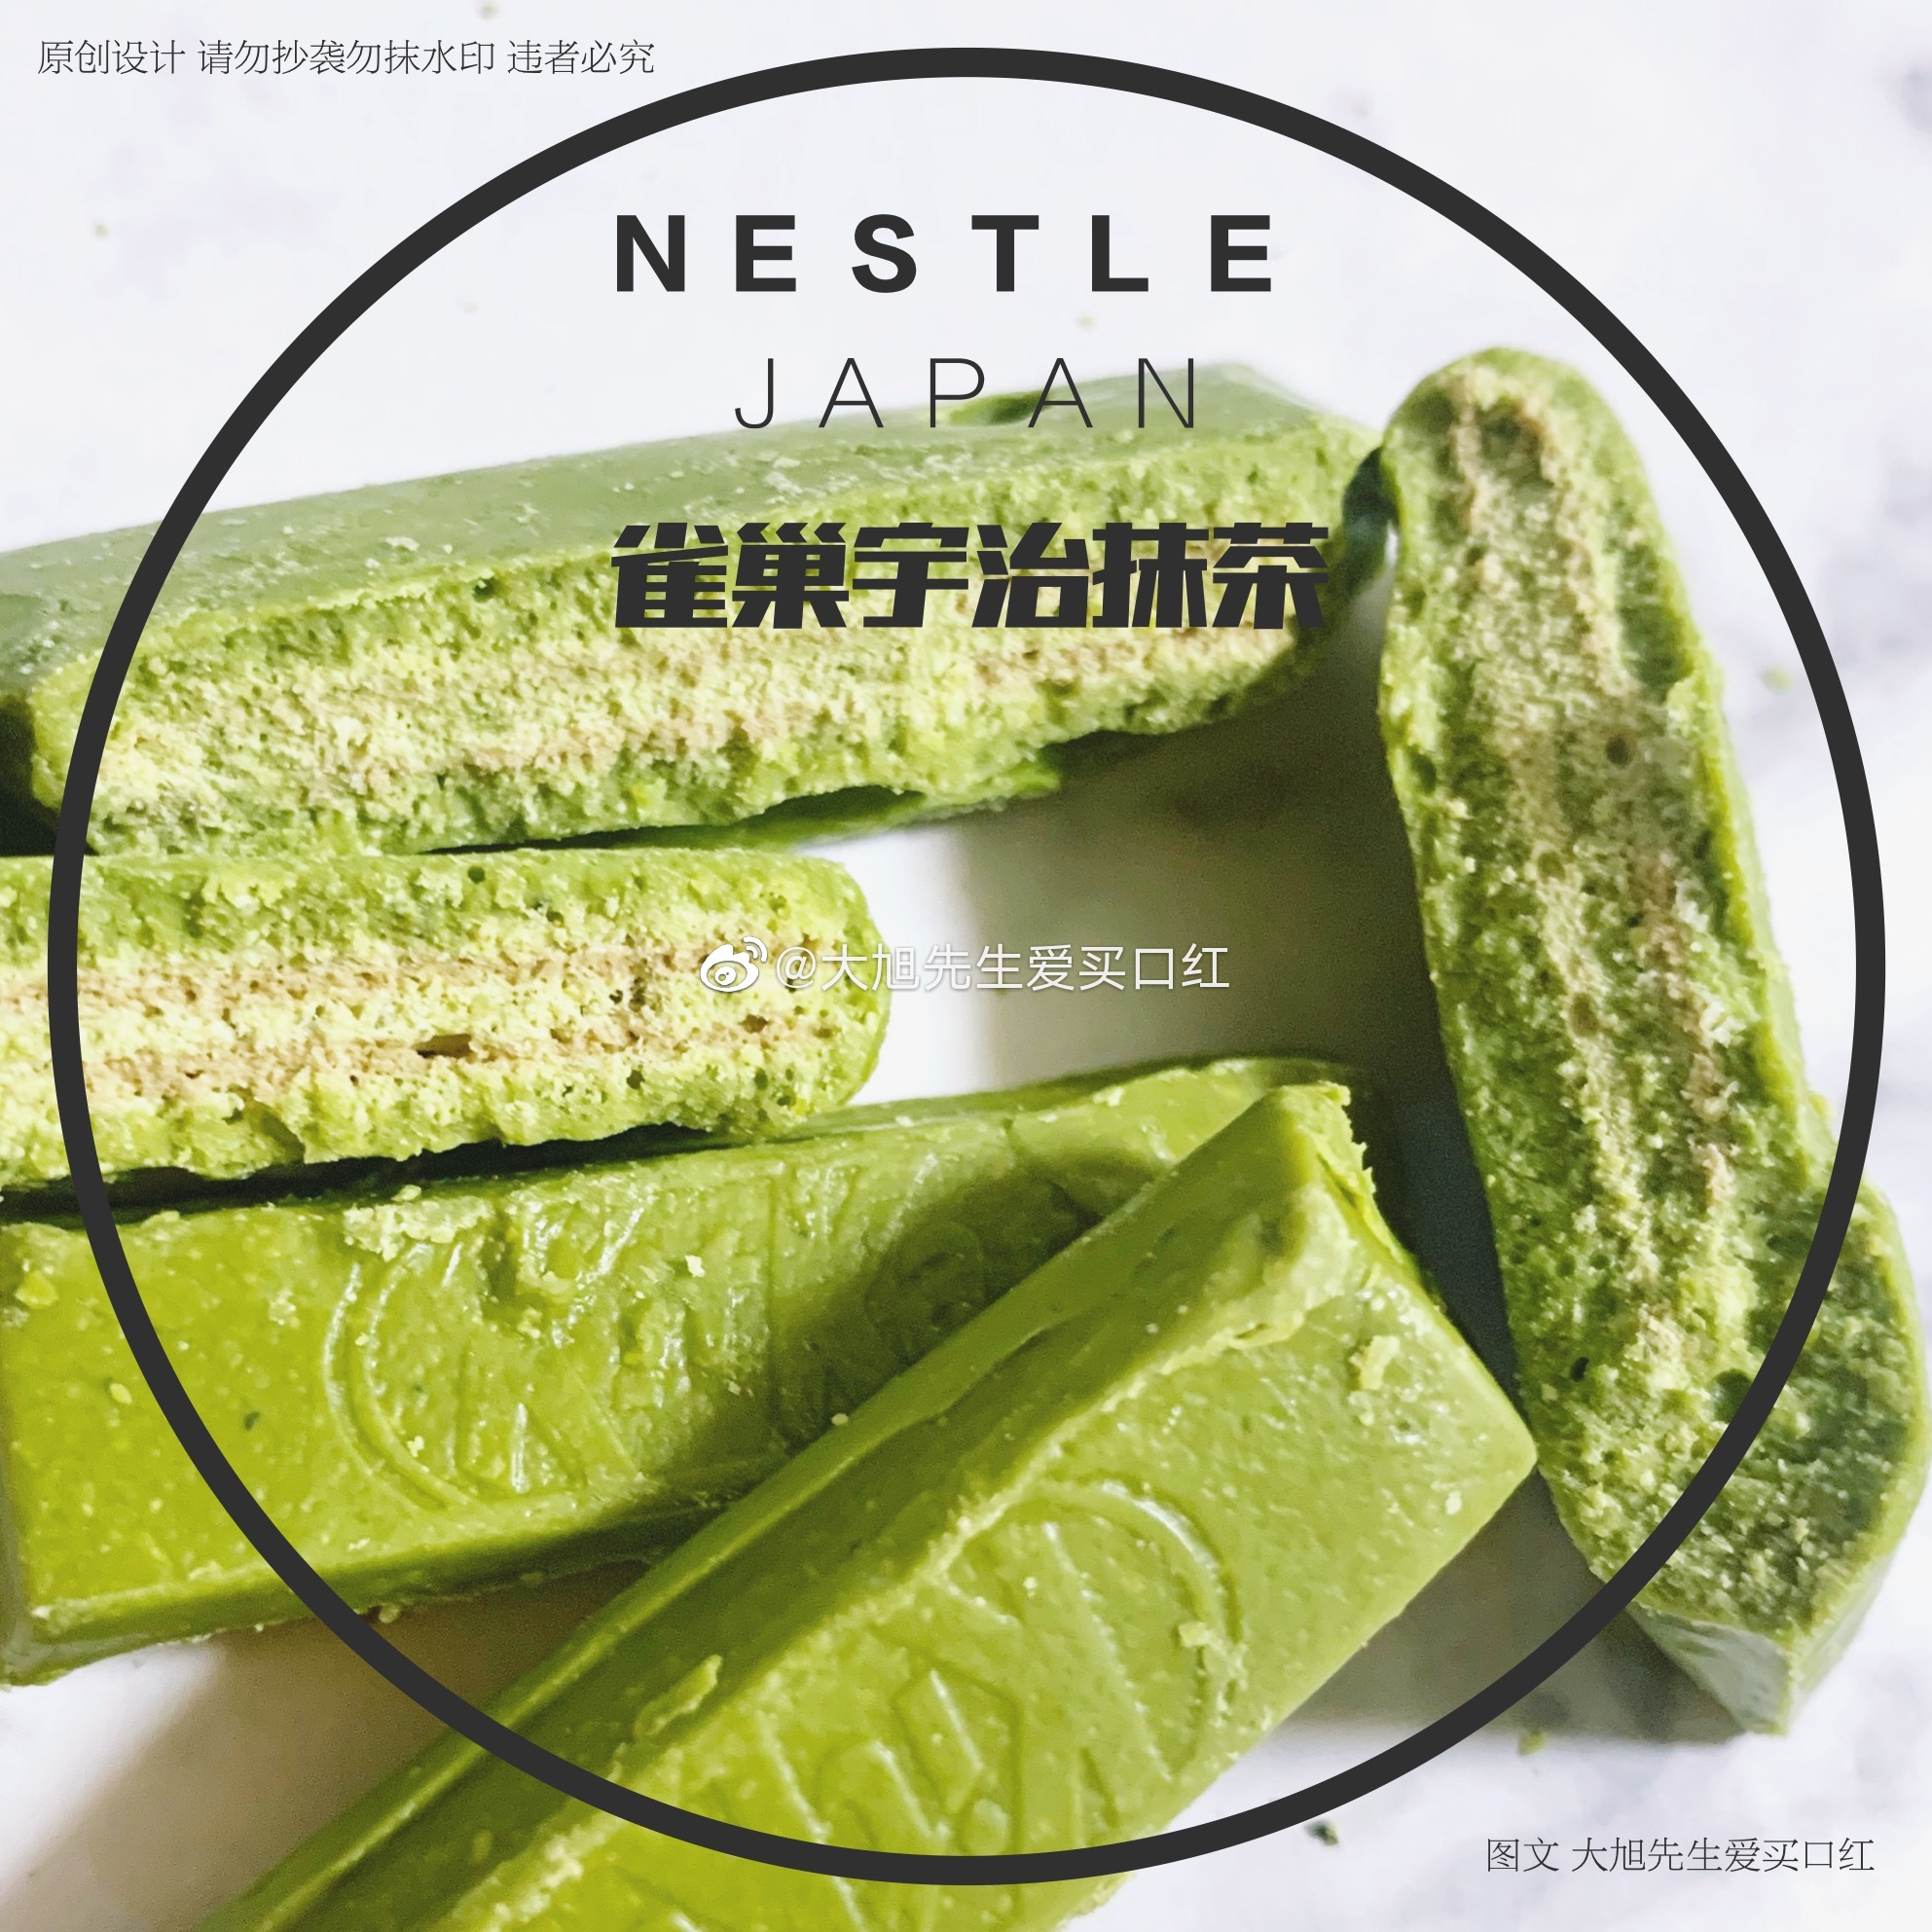 原创设计 请勿抄袭勿抹水印 违者必究
NESTLE
JAPAN
雀巢宇治抹茶
@大旭先生爱买口红
图文 大旭先生爱买口红